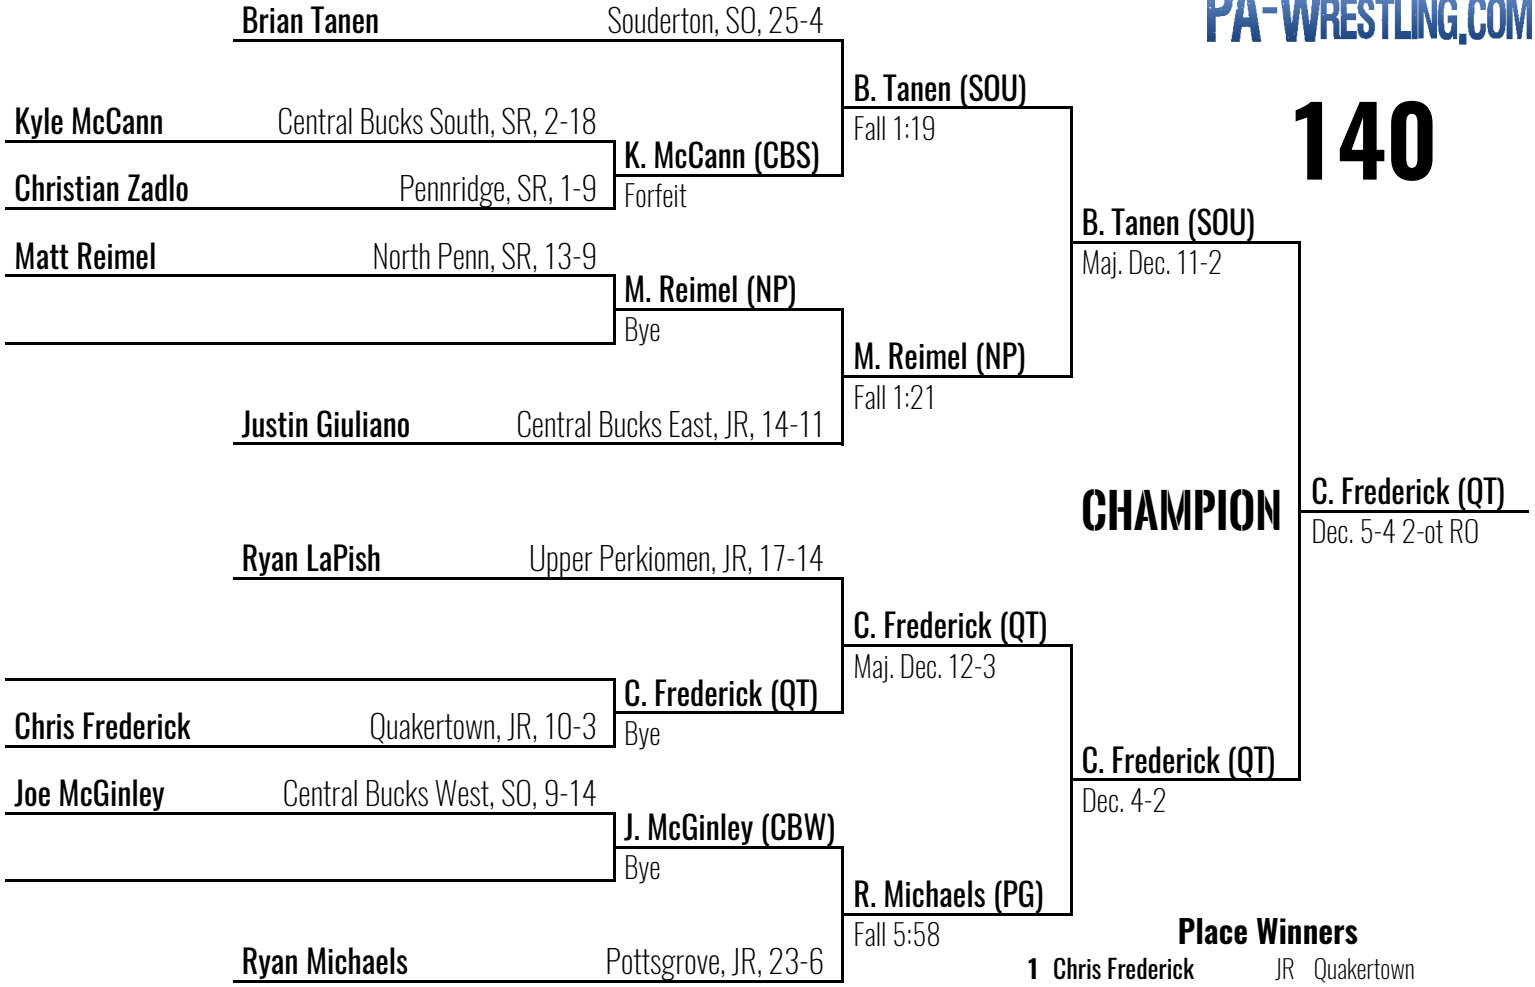 Brian Tanen Souderton, SO, 25-4
PA-WRESTLING.COM
B. Tanen (SOU)
Fall 1:19
140
Kyle McCann Central Bucks South, SR, 2-18
K. McCann (CBS)
Forfeit
Christian Zadlo Pennridge, SR, 1-9
B. Tanen (SOU)
Maj. Dec. 11-2
Matt Reimel North Penn, SR, 13-9
M. Reimel (NP)
Bye
M. Reimel (NP)
Fall 1:21
Justin Giuliano Central Bucks East, JR, 14-11
CHAMPION
C. Frederick (QT)
Dec. 5-4 2-ot RO
Ryan LaPish Upper Perkiomen, JR, 17-14
C. Frederick (QT)
Maj. Dec. 12-3
C. Frederick (QT)
Bye
Chris Frederick Quakertown, JR, 10-3
C. Frederick (QT)
Dec. 4-2
Joe McGinley Central Bucks West, SO, 9-14
J. McGinley (CBW)
Bye
R. Michaels (PG)
Fall 5:58
Ryan Michaels Pottsgrove, JR, 23-6
Place Winners
1 Chris Frederick JR Quakertown